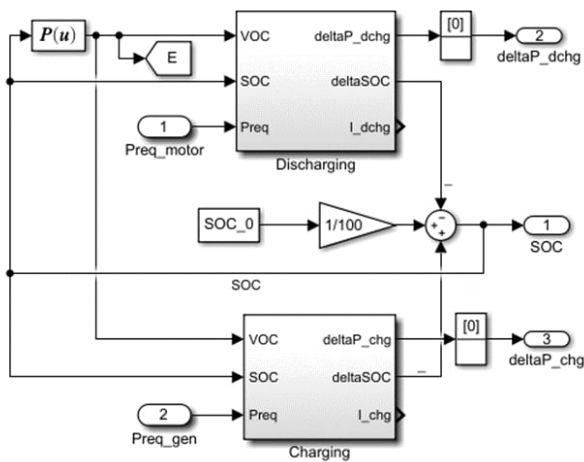 P(u)
E
VOC
SOC
Preq
deltaP_dchg
deltaSOC
I_dchg
Discharging
[0]
2
deltaP_dchg
1
Preq_motor
SOC_0
1/100
−
−
+
+
1
SOC
SOC
VOC
SOC
Preq
deltaP_chg
deltaSOC
I_chg
Charging
[0]
3
deltaP_chg
−
2
Preq_gen